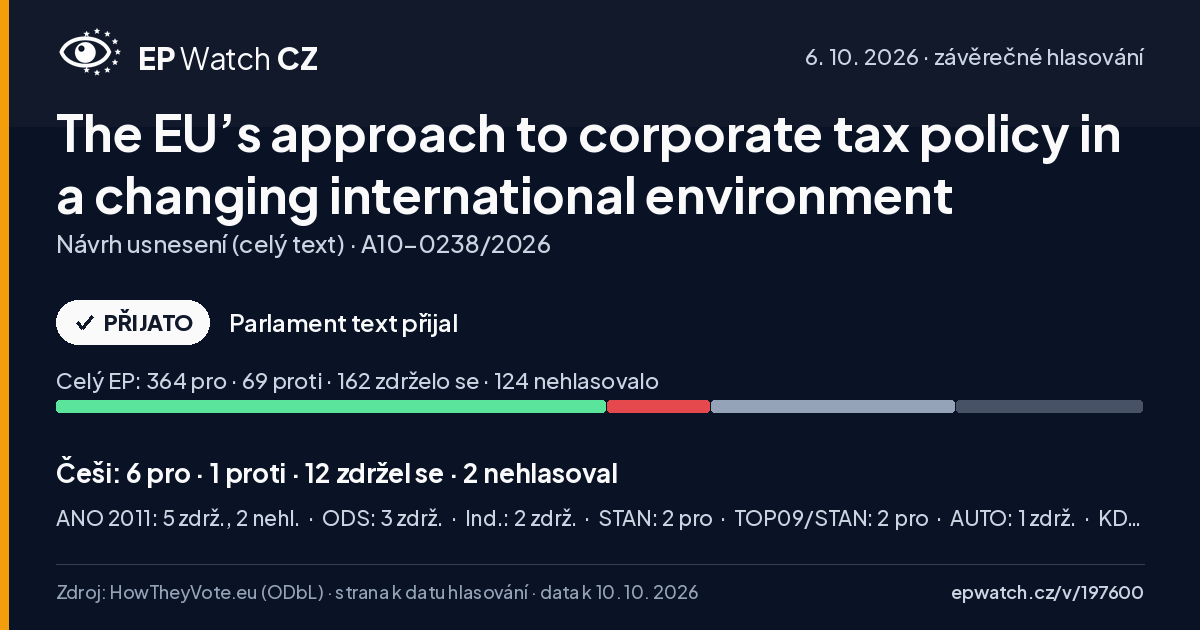 EP Watch CZ
6. 10. 2026 · závěrečné hlasování
The EU’s approach to corporate tax policy in
a changing international environment
Návrh usnesení (celý text) · A10–0238/2026
✓ PŘIJATO
Parlament text přijal
Celý EP: 364 pro · 69 proti · 162 zdrželo se · 124 nehlasovalo
Češi: 6 pro · 1 proti · 12 zdržel se · 2 nehlasoval
ANO 2011: 5 zdrž., 2 nehl. · ODS: 3 zdrž. · Ind.: 2 zdrž. · STAN: 2 pro · TOP09/STAN: 2 pro · AUTO: 1 zdrž. · KD…
Zdroj: HowTheyVote.eu (ODbL) · strana k datu hlasování · data k 10. 10. 2026
epwatch.cz/v/197600